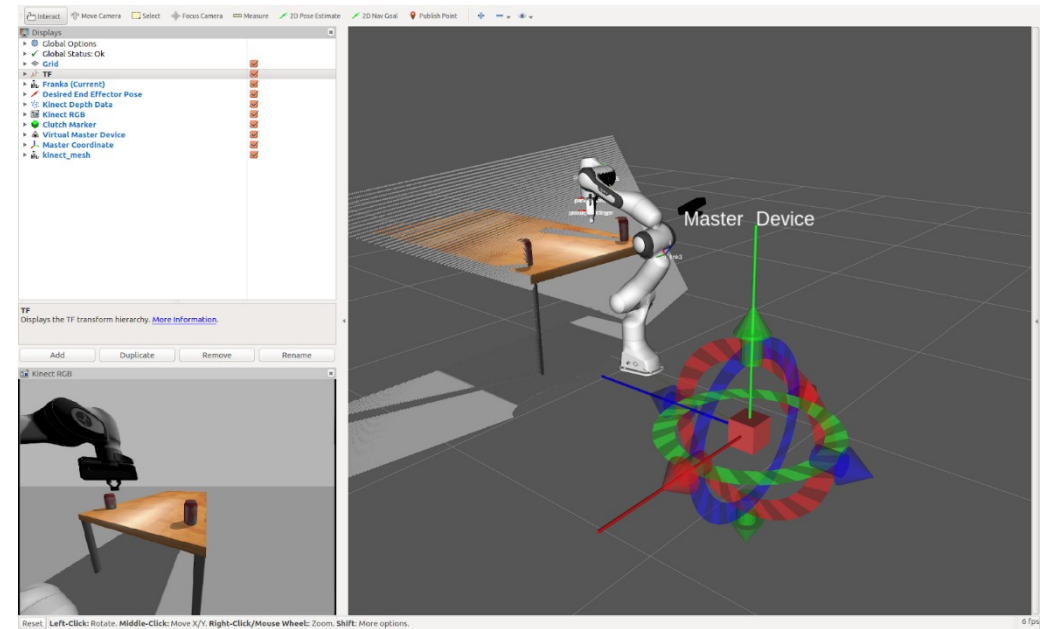 Interact Move Camera Select Focus Camera Measure 2D Pose Estimate 2D Nav Goal Publish Point
Displays
Global Options
Global Status: Ok
Grid
TF
Franka (Current)
Desired End Effector Pose
Kinect Depth Data
Kinect RGB
Clutch Marker
Virtual Master Device
Master Coordinate
kinect_mesh
TF
Displays the TF transform hierarchy. More Information.
Add Duplicate Remove Rename
Kinect RGB
Master Device
link3
Reset Left-Click: Rotate. Middle-Click: Move X/Y. Right-Click/Mouse Wheel: Zoom. Shift: More options.
6 fps